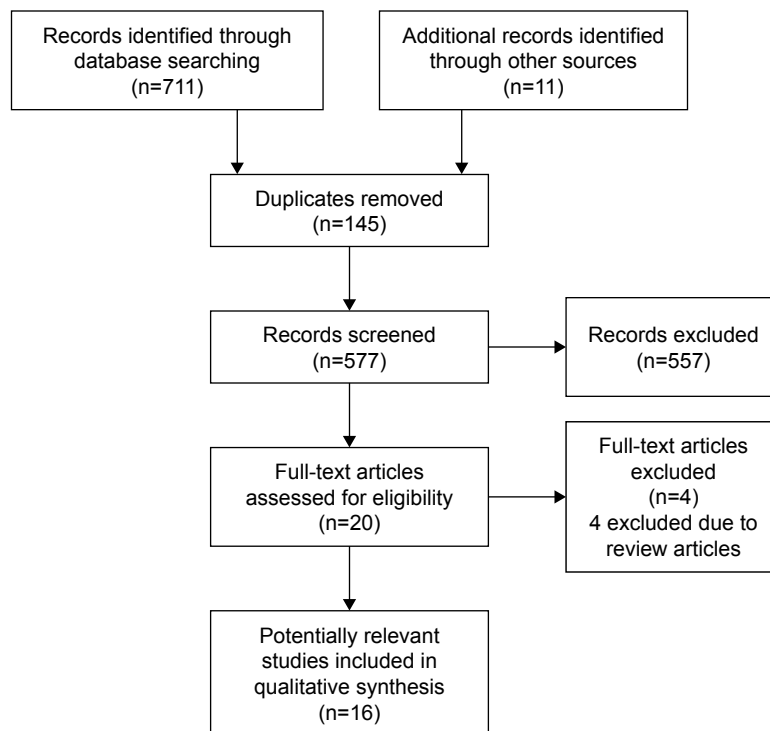 Records identified through
database searching
(n=711)
Additional records identified
through other sources
(n=11)
Duplicates removed
(n=145)
Records screened
(n=577)
Records excluded
(n=557)
Full-text articles
assessed for eligibility
(n=20)
Full-text articles
excluded
(n=4)
4 excluded due to
review articles
Potentially relevant
studies included in
qualitative synthesis
(n=16)